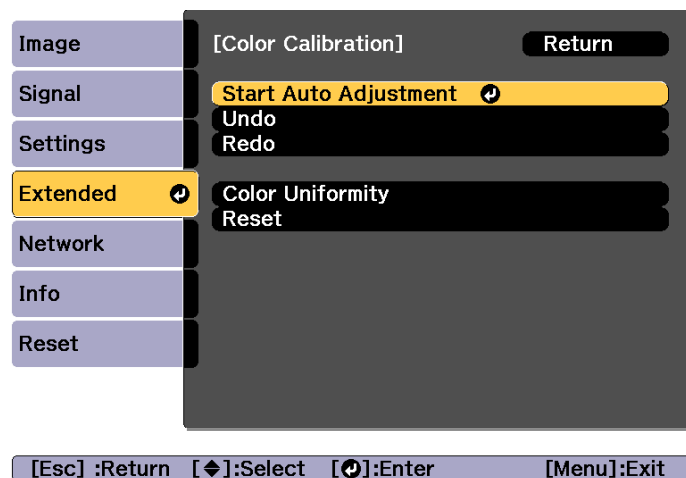 Image
Signal
Settings
Extended
Network
Info
Reset
[Color Calibration] Return
Start Auto Adjustment
Undo
Redo
Color Uniformity
Reset
[Esc] :Return [◆]:Select [↵]:Enter [Menu]:Exit